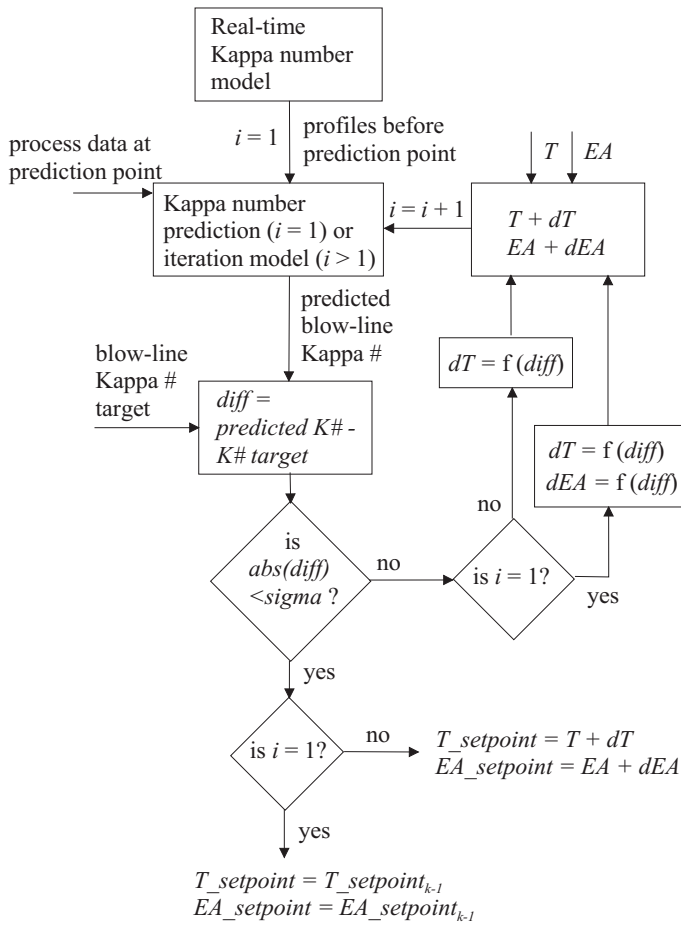 Real-time
Kappa number
model
i = 1
profiles before
prediction point
process data at
prediction point
T
EA
Kappa number
prediction (i = 1) or
iteration model (i > 1)
i = i + 1
T + dT
EA + dEA
predicted
blow-line
Kappa #
blow-line
Kappa #
target
dT = f (diff)
diff =
predicted K# -
K# target
dT = f (diff)
dEA = f (diff)
no
is
abs(diff)
<sigma ?
no
is i = 1?
yes
yes
is i = 1?
no
T_setpoint = T + dT
EA_setpoint = EA + dEA
yes
T_setpoint = T_setpointk-1
EA_setpoint = EA_setpointk-1